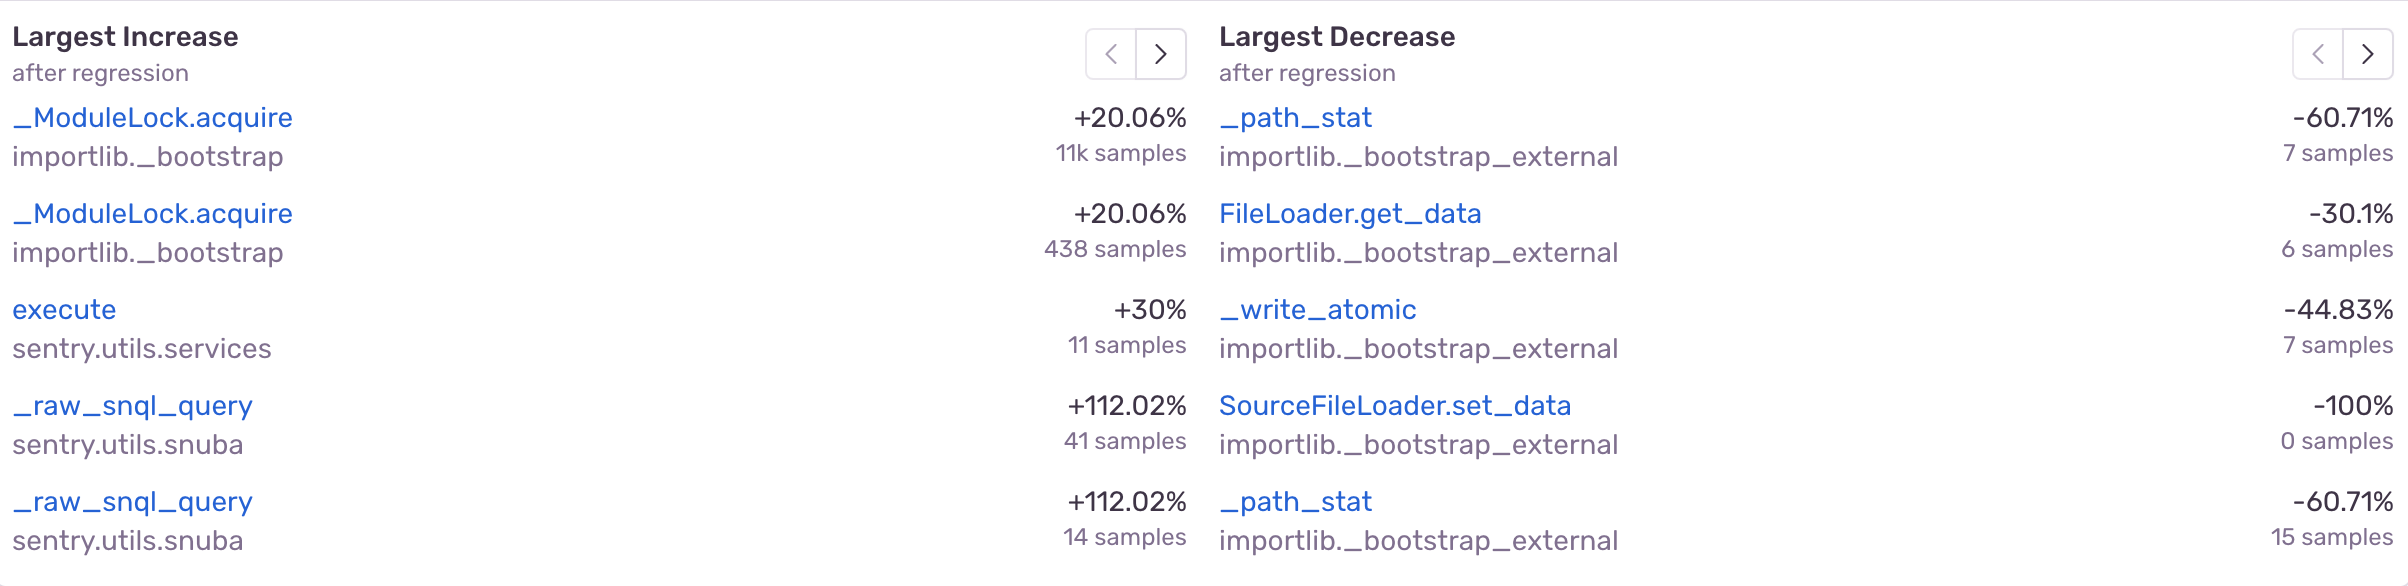 Largest Increase
after regression
_ModuleLock.acquire
+20.06%
importlib._bootstrap
11k samples
_ModuleLock.acquire
+20.06%
importlib._bootstrap
438 samples
execute
+30%
sentry.utils.services
11 samples
_raw_snql_query
+112.02%
sentry.utils.snuba
41 samples
_raw_snql_query
+112.02%
sentry.utils.snuba
14 samples
Largest Decrease
after regression
_path_stat
-60.71%
importlib._bootstrap_external
7 samples
FileLoader.get_data
-30.1%
importlib._bootstrap_external
6 samples
_write_atomic
-44.83%
importlib._bootstrap_external
7 samples
SourceFileLoader.set_data
-100%
importlib._bootstrap_external
0 samples
_path_stat
-60.71%
importlib._bootstrap_external
15 samples